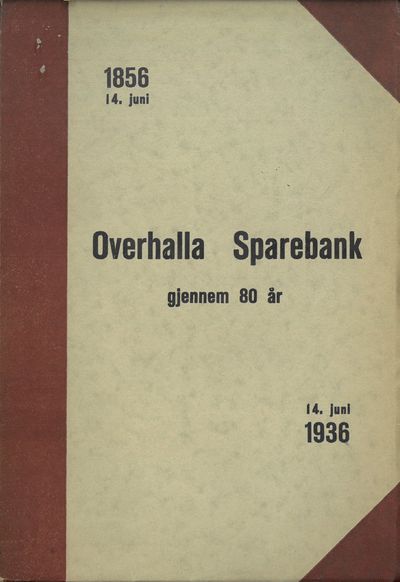 1856
14. juni
Overhalla Sparebank
gjennem 80 år
14. juni
1936